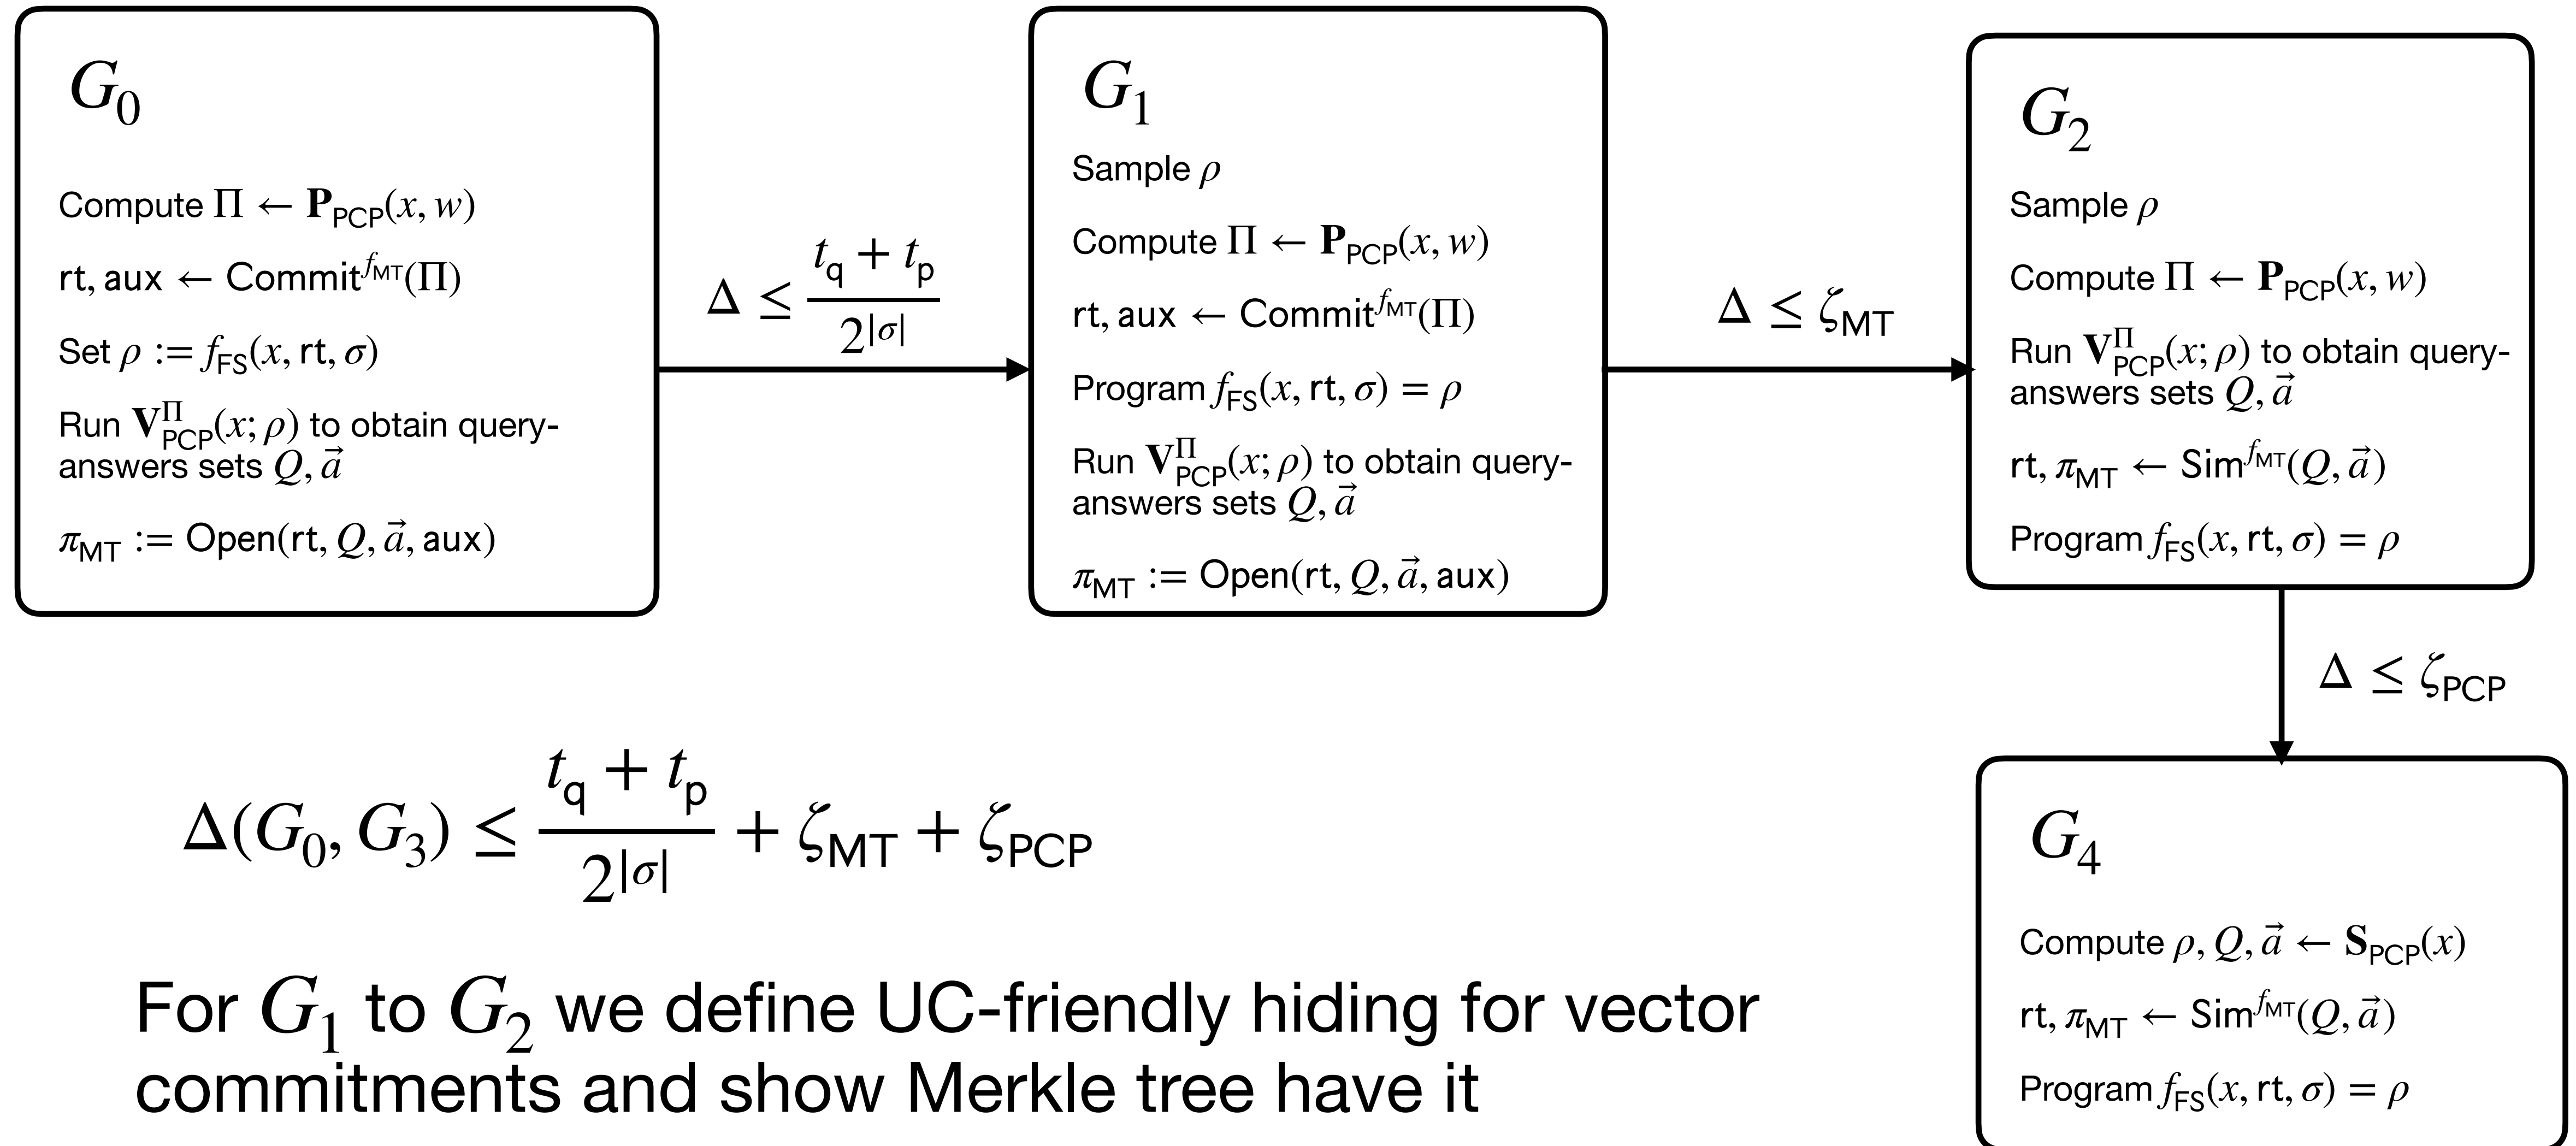 G₀
Compute Π ← P_PCP(x, w)
rt, aux ← Commit^{f_MT}(Π)
Set ρ := f_FS(x, rt, σ)
Run V^Π_PCP(x; ρ) to obtain query-
answers sets Q, a⃗
π_MT := Open(rt, Q, a⃗, aux)
Δ ≤ (t_q + t_p) / 2^{|σ|}
G₁
Sample ρ
Compute Π ← P_PCP(x, w)
rt, aux ← Commit^{f_MT}(Π)
Program f_FS(x, rt, σ) = ρ
Run V^Π_PCP(x; ρ) to obtain query-
answers sets Q, a⃗
π_MT := Open(rt, Q, a⃗, aux)
Δ ≤ ζ_MT
G₂
Sample ρ
Compute Π ← P_PCP(x, w)
Run V^Π_PCP(x; ρ) to obtain query-
answers sets Q, a⃗
rt, π_MT ← Sim^{f_MT}(Q, a⃗)
Program f_FS(x, rt, σ) = ρ
Δ ≤ ζ_PCP
G₄
Compute ρ, Q, a⃗ ← S_PCP(x)
rt, π_MT ← Sim^{f_MT}(Q, a⃗)
Program f_FS(x, rt, σ) = ρ
Δ(G₀, G₃) ≤ (t_q + t_p) / 2^{|σ|} + ζ_MT + ζ_PCP
For G₁ to G₂ we define UC-friendly hiding for vector
commitments and show Merkle tree have it